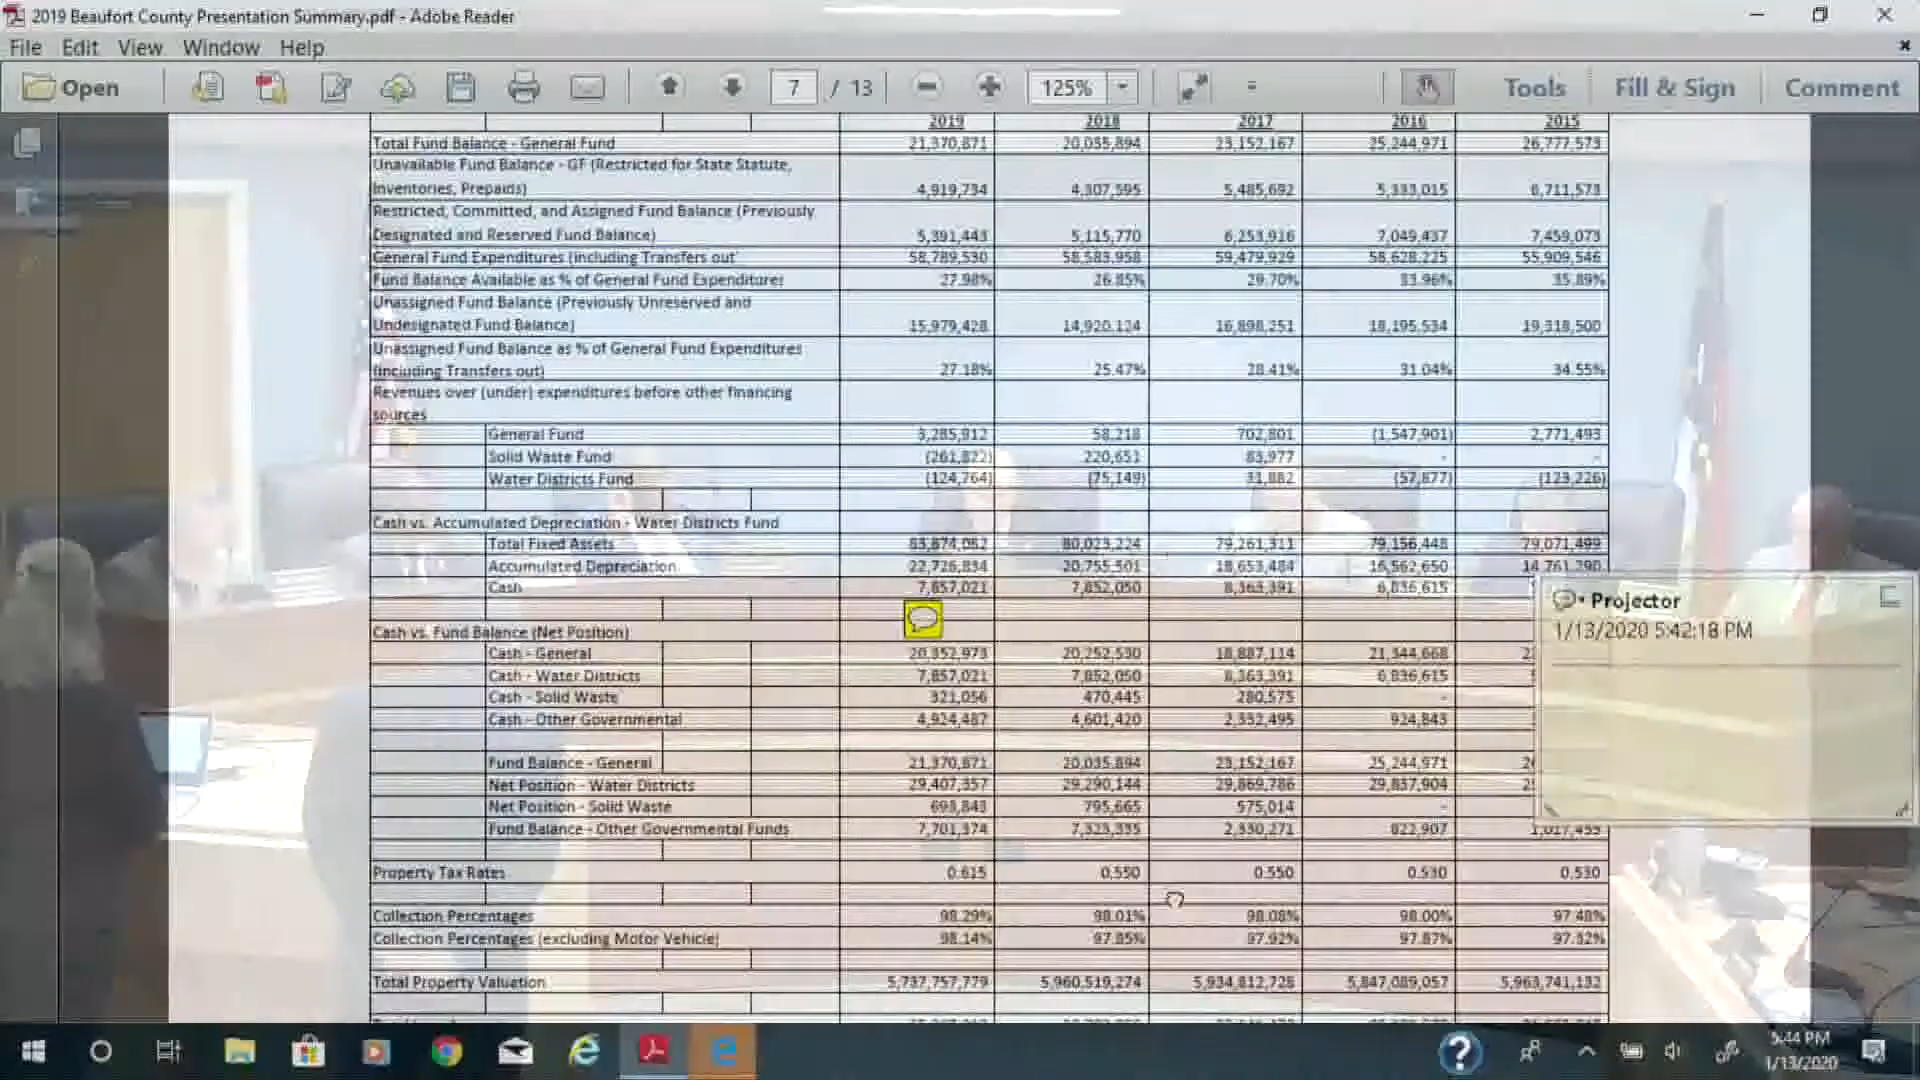 2019 Beaufort County Presentation Summary.pdf - Adobe Reader
File Edit View Window Help
Open 7 / 13 125% Tools Fill & Sign Comment
2019 2018 2017 2016 2015
Total Fund Balance - General Fund 21,370,871 20,035,894 23,152,167 25,244,971 26,777,573
Unavailable Fund Balance - GF (Restricted for State Statute,
Inventories, Prepaids) 4,919,734 4,307,595 5,485,692 5,333,015 6,711,573
Restricted, Committed, and Assigned Fund Balance (Previously
Designated and Reserved Fund Balance) 5,391,443 5,115,770 6,253,916 7,049,437 7,459,073
General Fund Expenditures (including Transfers out 58,789,530 58,583,958 59,479,929 58,628,225 55,909,546
Fund Balance Available as % of General Fund Expenditures 27.98% 26.85% 29.70% 33.96% 35.89%
Unassigned Fund Balance (Previously Unreserved and
Undesignated Fund Balance) 15,979,428 14,920,124 16,898,251 18,195,534 19,318,500
Unassigned Fund Balance as % of General Fund Expenditures
(Including Transfers out) 27.18% 25.47% 28.41% 31.04% 34.55%
Revenues over (under) expenditures before other financing
sources
General Fund 3,285,912 58,218 702,801 (1,547,901) 2,771,493
Solid Waste Fund (261,822) 220,651 83,977 - -
Water Districts Fund (124,764) (75,149) 31,882 (57,877) (123,226)
Cash vs. Accumulated Depreciation - Water Districts Fund
Total Fixed Assets 83,874,062 80,023,224 79,261,311 79,156,448 79,071,499
Accumulated Depreciation 22,726,834 20,755,501 18,653,484 16,562,650 14,761,290
Cash 7,857,021 7,852,050 8,363,391 6,836,615
Projector
1/13/2020 5:42:18 PM
Cash vs. Fund Balance (Net Position)
Cash - General 20,352,973 20,252,530 18,887,114 21,344,668
Cash - Water Districts 7,857,021 7,852,050 8,363,391 6,836,615
Cash - Solid Waste 321,056 470,445 280,575 -
Cash - Other Governmental 4,924,487 4,601,420 2,332,495 924,843
Fund Balance - General 21,370,871 20,035,894 23,152,167 25,244,971
Net Position - Water Districts 29,407,357 29,290,144 29,869,786 29,837,904
Net Position - Solid Waste 693,843 795,665 575,014 -
Fund Balance - Other Governmental Funds 7,701,374 7,323,335 2,330,271 822,907 1,017,455
Property Tax Rates 0.615 0.550 0.550 0.530 0.530
Collection Percentages 98.29% 98.01% 98.08% 98.00% 97.48%
Collection Percentages (excluding Motor Vehicle) 98.14% 97.85% 97.92% 97.87% 97.52%
Total Property Valuation 5,737,757,779 5,960,519,274 5,934,812,728 5,847,089,057 5,963,741,132
5:44 PM
1/13/2020